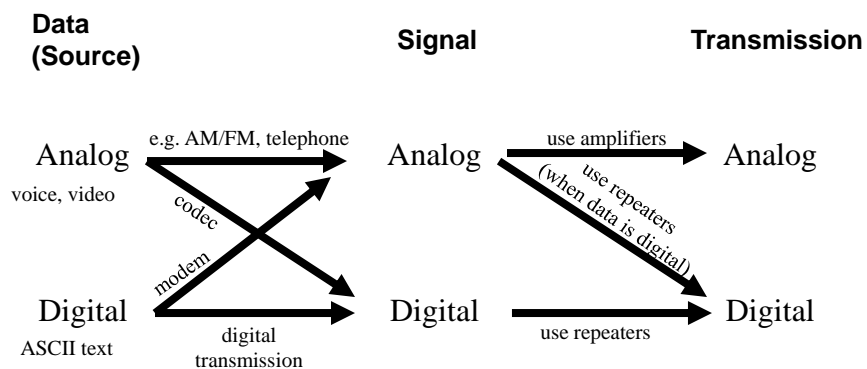 Data
(Source)
Signal
Transmission
e.g. AM/FM, telephone
use amplifiers
Analog
Analog
Analog
voice, video
codec
use repeaters
(when data is digital)
modem
Digital
Digital
Digital
ASCII text
digital
transmission
use repeaters